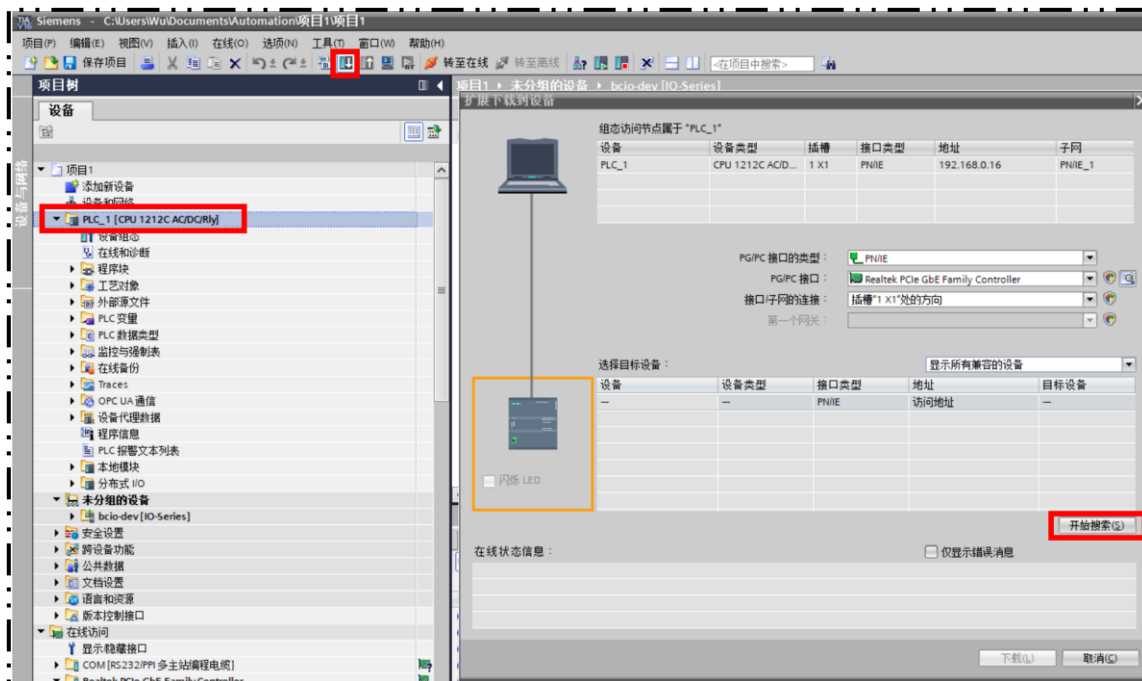 Siemens - C:\Users\Wu\Documents\Automation\项目1\项目1
项目(P) 编辑(E) 视图(V) 插入(I) 在线(O) 选项(N) 工具(T) 窗口(W) 帮助(H)
保存项目 转至在线 转至离线 <在项目中搜索>
项目树
项目1 ▸ 未分组的设备 ▸ bcio-dev [IO-Series]
设备
设备与网络
项目1
添加新设备
设备和网络
PLC_1 [CPU 1212C AC/DC/Rly]
设备组态
在线和诊断
程序块
工艺对象
外部源文件
PLC 变量
PLC 数据类型
监控与强制表
在线备份
Traces
OPC UA 通信
设备代理数据
程序信息
PLC 报警文本列表
本地模块
分布式 I/O
未分组的设备
bcio-dev [IO-Series]
安全设置
跨设备功能
公共数据
文档设置
语言和资源
版本控制接口
在线访问
显示/隐藏接口
COM [RS232/PPI 多主站编程电缆]
Realtek PCIe GbE Family Controller
扩展下载到设备
组态访问节点属于 "PLC_1"
设备 设备类型 插槽 接口类型 地址 子网
PLC_1 CPU 1212C AC/D... 1 X1 PN/IE 192.168.0.16 PN/IE_1
PG/PC 接口的类型： PN/IE
PG/PC 接口： Realtek PCIe GbE Family Controller
接口/子网的连接： 插槽"1 X1"处的方向
第一个网关：
选择目标设备： 显示所有兼容的设备
设备 设备类型 接口类型 地址 目标设备
— — PN/IE 访问地址 —
闪烁 LED
开始搜索(S)
在线状态信息： 仅显示错误消息
下载(L) 取消(C)